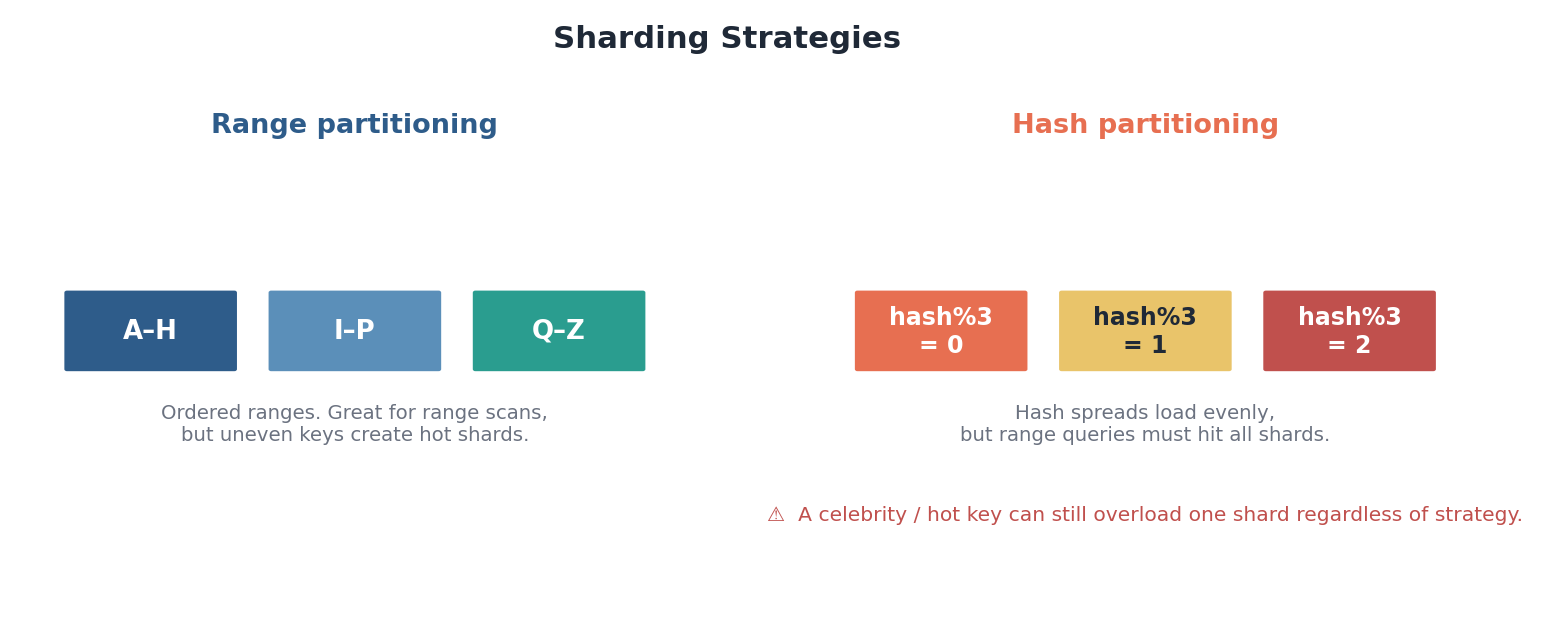 Sharding Strategies
Range partitioning
A–H
I–P
Q–Z
Ordered ranges. Great for range scans,
but uneven keys create hot shards.
Hash partitioning
hash%3
= 0
hash%3
= 1
hash%3
= 2
Hash spreads load evenly,
but range queries must hit all shards.
⚠ A celebrity / hot key can still overload one shard regardless of strategy.